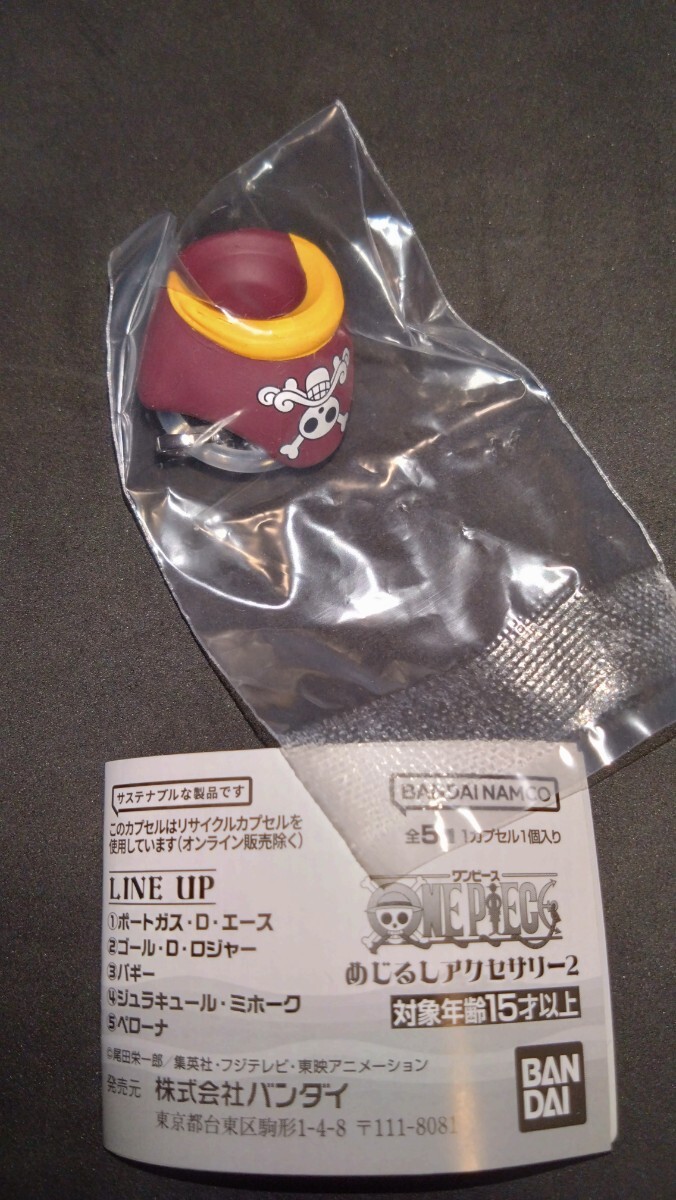 サステナブルな製品です
このカプセルはリサイクルカプセルを
使用しています(オンライン販売除く)
LINE UP
①ポートガス・D・エース
②ゴール・D・ロジャー
③バギー
④ジュラキュール・ミホーク
⑤ペローナ
BANDAI NAMCO
全5種 1カプセル1個入り
ワンピース
ONE PIECE
めじるしアクセサリー2
対象年齢15才以上
©尾田栄一郎/集英社・フジテレビ・東映アニメーション
発売元 株式会社バンダイ
東京都台東区駒形1-4-8 〒111-8081
BAN
DAI